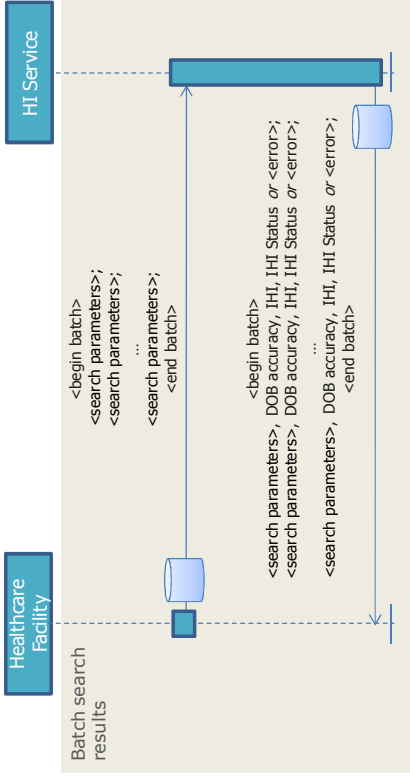 Batch search
results
Healthcare
Facility
HI Service
<begin batch>
<search parameters>;
<search parameters>;
...
<search parameters>;
<end batch>
<begin batch>
<search parameters>, DOB accuracy, IHI, IHI Status or <error>;
<search parameters>, DOB accuracy, IHI, IHI Status or <error>;
...
<search parameters>, DOB accuracy, IHI, IHI Status or <error>;
<end batch>